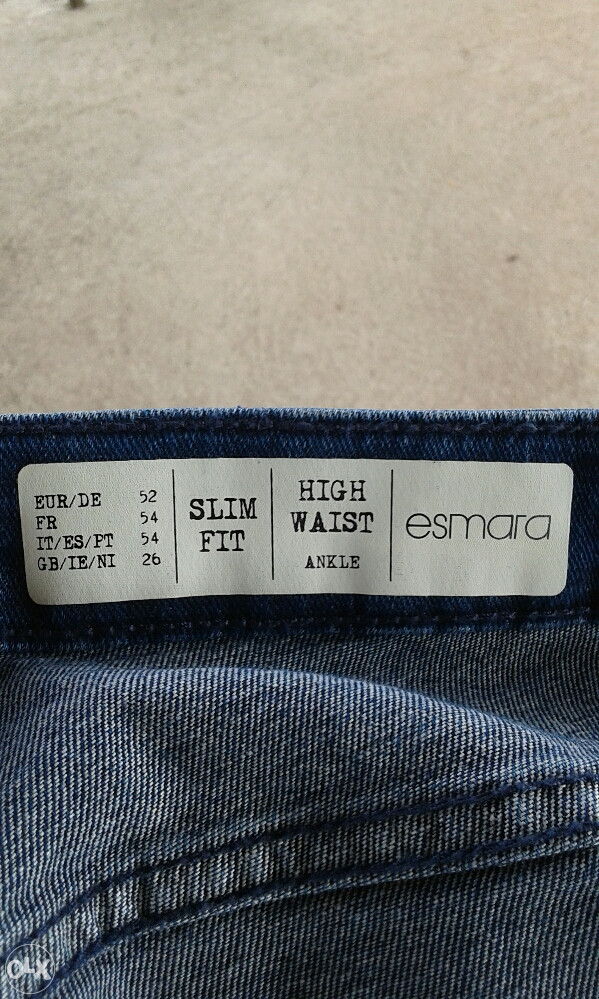 EUR/DE 52
FR 54
IT/ES/PT 54
GB/IE/NI 26
SLIM
FIT
HIGH
WAIST
ANKLE
esmara
OLX